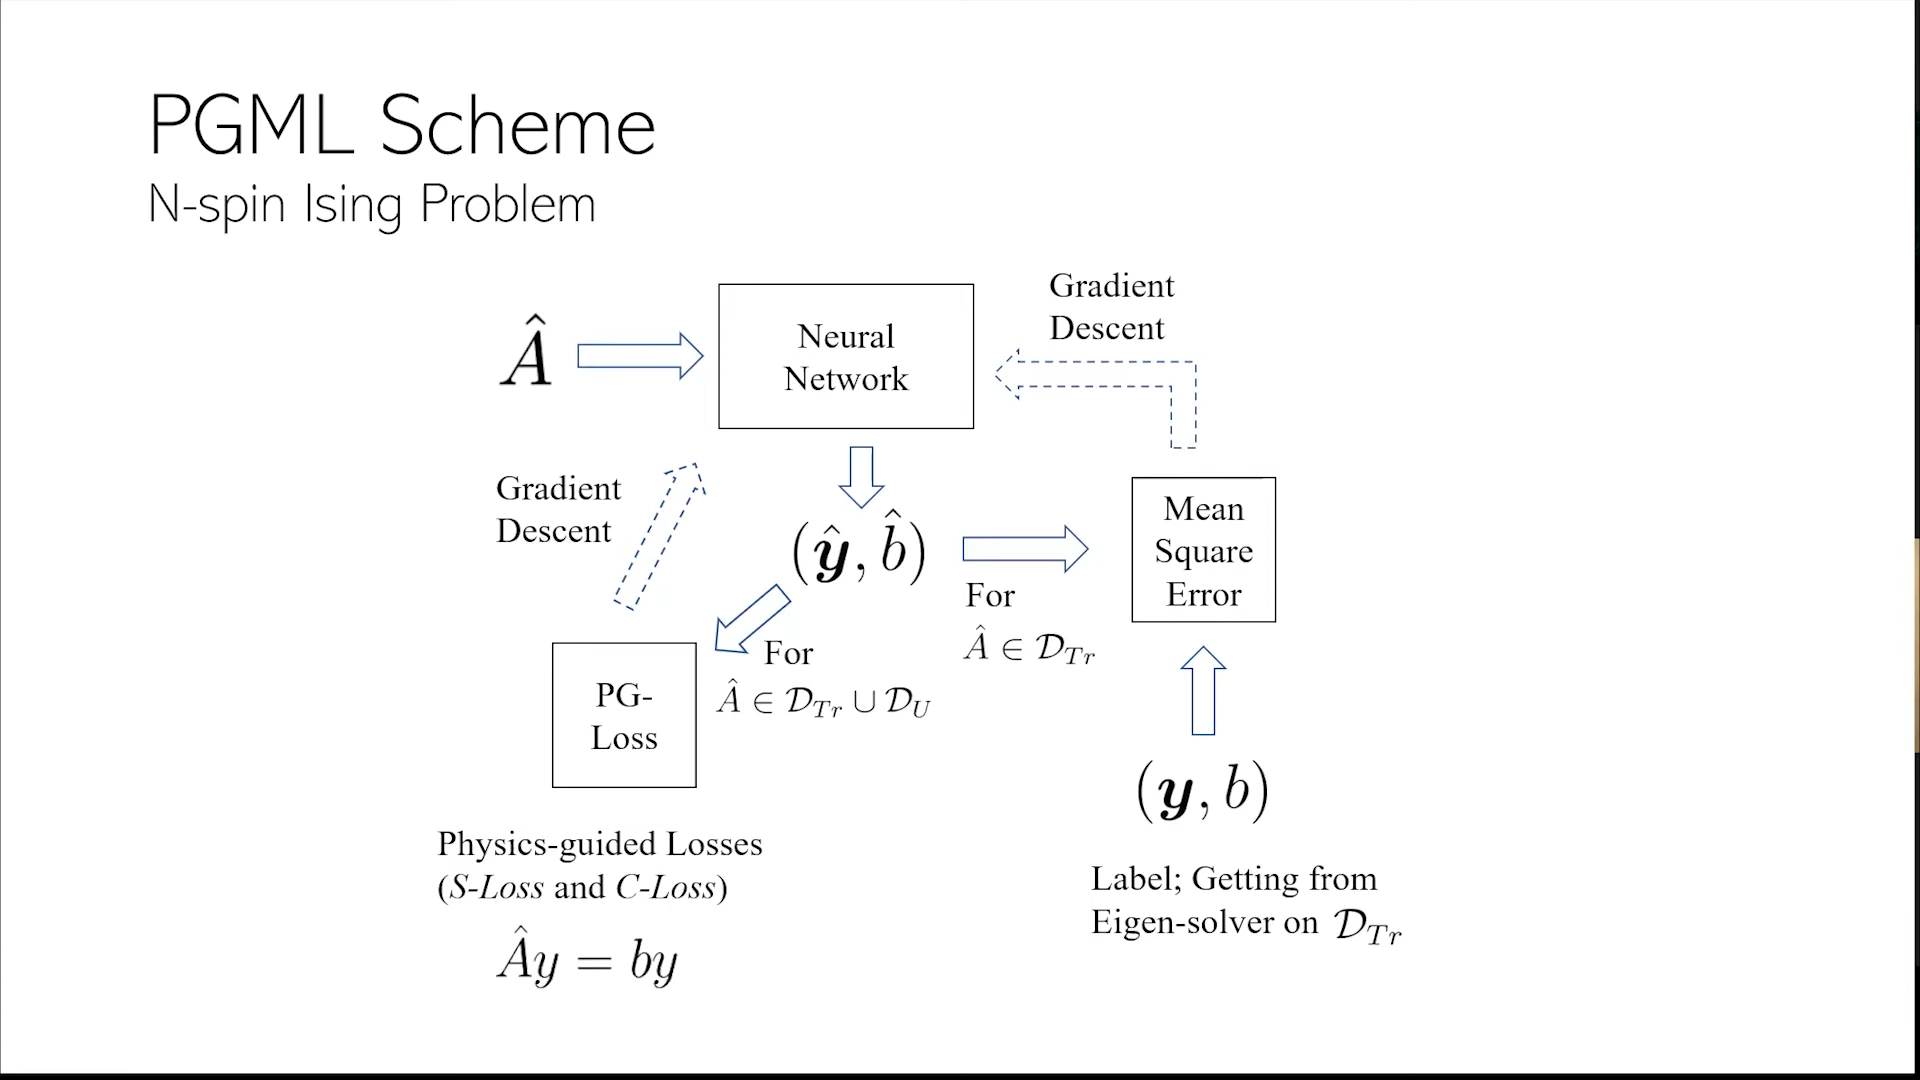 PGML Scheme
N-spin Ising Problem
Gradient
Descent
Â
Neural
Network
Gradient
Descent
(ŷ, b̂)
Mean
Square
Error
For
Â ∈ 𝒟_Tr
For
Â ∈ 𝒟_Tr ∪ 𝒟_U
PG-
Loss
(y, b)
Physics-guided Losses
(S-Loss and C-Loss)
Ây = by
Label; Getting from
Eigen-solver on 𝒟_Tr